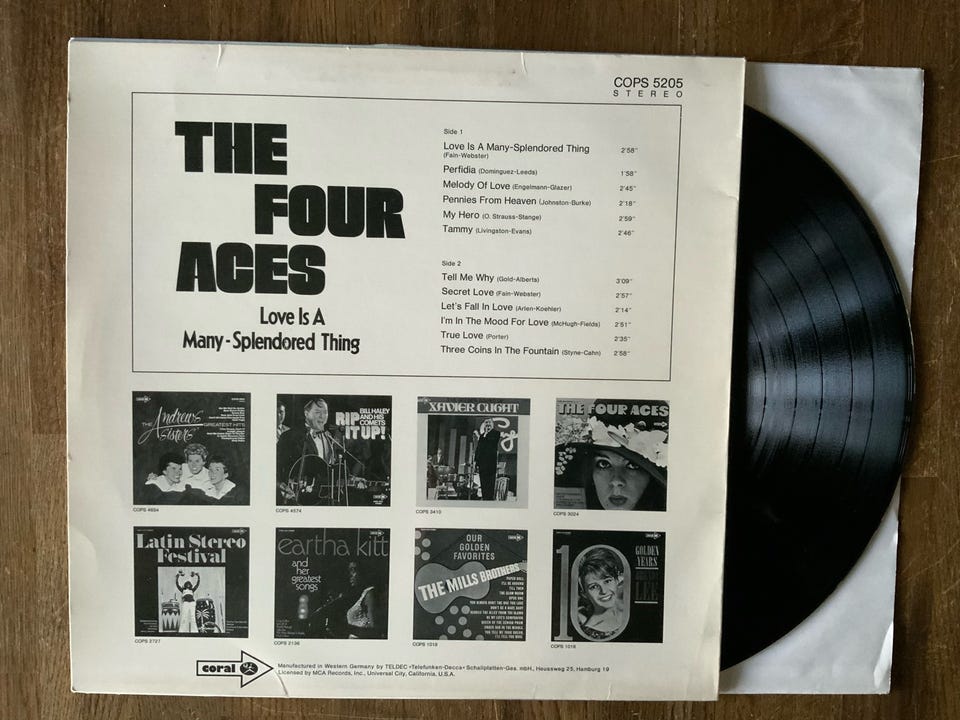 COPS 5205
STEREO
THE
FOUR
ACES
Love Is A
Many-Splendored Thing
Side 1
Love Is A Many-Splendored Thing 2'58"
(Fain-Webster)
Perfidia (Dominguez-Leeds) 1'58"
Melody Of Love (Engelmann-Glazer) 2'45"
Pennies From Heaven (Johnston-Burke) 2'18"
My Hero (O. Strauss-Stange) 2'59"
Tammy (Livingston-Evans) 2'46"
Side 2
Tell Me Why (Gold-Alberts) 3'09"
Secret Love (Fain-Webster) 2'57"
Let's Fall In Love (Arlen-Koehler) 2'14"
I'm In The Mood For Love (McHugh-Fields) 2'51"
True Love (Porter) 2'35"
Three Coins In The Fountain (Styne-Cahn) 2'58"
THE Andrews Sisters GREATEST HITS
COPS 4694
RIP IT UP!
BILL HALEY
AND HIS
COMETS
COPS 4574
XAVIER CUGAT
COPS 3410
THE FOUR ACES
COPS 3024
Latin Stereo
Festival
COPS 2727
eartha kitt
and
her
greatest
songs
COPS 2136
OUR
GOLDEN
FAVORITES
THE MILLS BROTHERS
COPS 1019
10
GOLDEN
YEARS
LEE
COPS 1018
coral
Manufactured in Western Germany by TELDEC »Telefunken-Decca« Schallplatten-Ges. mbH., Heussweg 25, Hamburg 19
Licensed by MCA Records, Inc., Universal City, California, U.S.A.